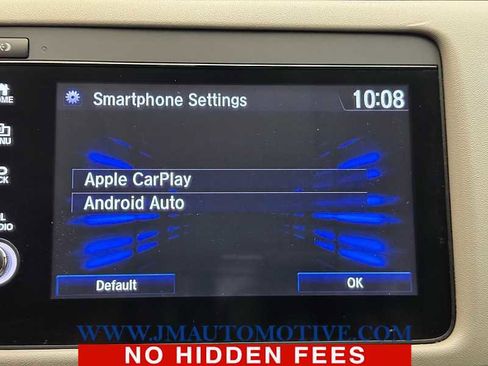 Smartphone Settings
10:08
Apple CarPlay
Android Auto
Default
OK
WWW.JMAUTOMOTIVE.COM
NO HIDDEN FEES